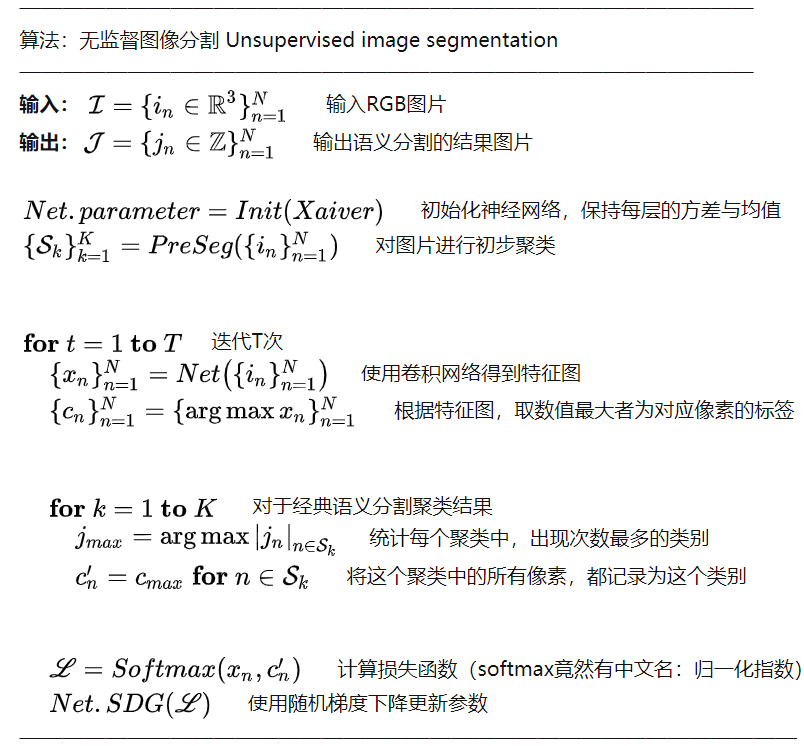 算法：无监督图像分割 Unsupervised image segmentation
输入： $\mathcal{I} = \{i_n \in \mathbb{R}^3\}_{n=1}^N$ 输入RGB图片
输出： $\mathcal{J} = \{j_n \in \mathbb{Z}\}_{n=1}^N$ 输出语义分割的结果图片
$Net.parameter = Init(Xaiver)$ 初始化神经网络，保持每层的方差与均值
$\{\mathcal{S}_k\}_{k=1}^K = PreSeg(\{i_n\}_{n=1}^N)$ 对图片进行初步聚类
for $t = 1$ to $T$ 迭代T次
$\{x_n\}_{n=1}^N = Net(\{i_n\}_{n=1}^N)$ 使用卷积网络得到特征图
$\{c_n\}_{n=1}^N = \{\arg\max x_n\}_{n=1}^N$ 根据特征图，取数值最大者为对应像素的标签
for $k = 1$ to $K$ 对于经典语义分割聚类结果
$j_{max} = \arg\max |j_n|_{n \in \mathcal{S}_k}$ 统计每个聚类中，出现次数最多的类别
$c'_n = c_{max}$ for $n \in \mathcal{S}_k$ 将这个聚类中的所有像素，都记录为这个类别
$\mathscr{L} = Softmax(x_n, c'_n)$ 计算损失函数（softmax竟然有中文名：归一化指数）
$Net.SDG(\mathscr{L})$ 使用随机梯度下降更新参数